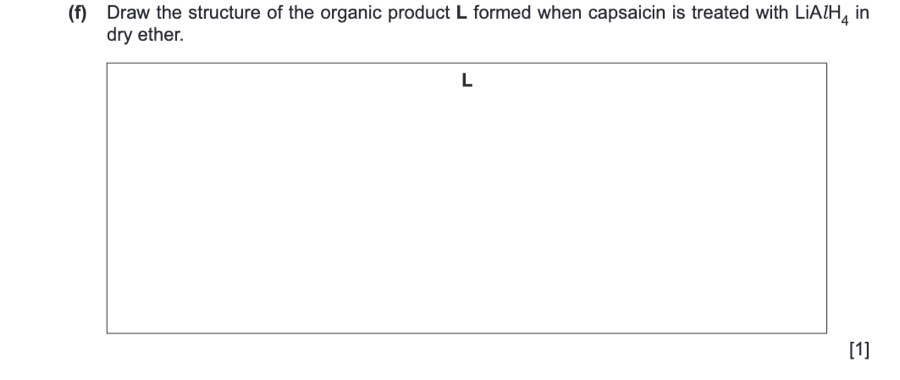 (f) Draw the structure of the organic product L formed when capsaicin is treated with LiAlH₄ in
dry ether.
L
[1]